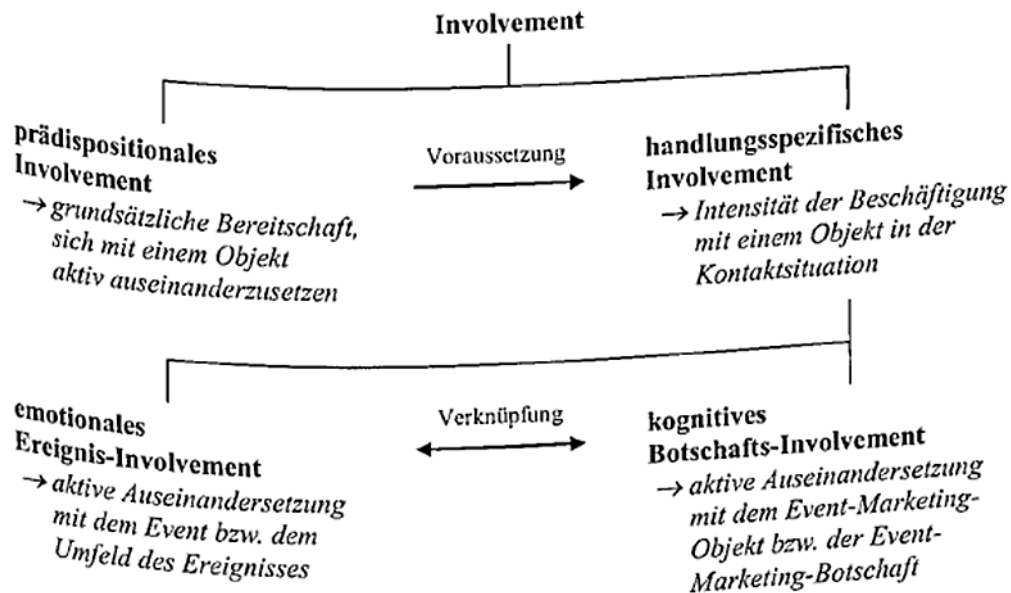 Involvement
prädispositionales
Involvement
→ grundsätzliche Bereitschaft,
sich mit einem Objekt
aktiv auseinanderzusetzen
Voraussetzung
handlungsspezifisches
Involvement
→ Intensität der Beschäftigung
mit einem Objekt in der
Kontaktsituation
emotionales
Ereignis-Involvement
→ aktive Auseinandersetzung
mit dem Event bzw. dem
Umfeld des Ereignisses
Verknüpfung
kognitives
Botschafts-Involvement
→ aktive Auseinandersetzung
mit dem Event-Marketing-
Objekt bzw. der Event-
Marketing-Botschaft